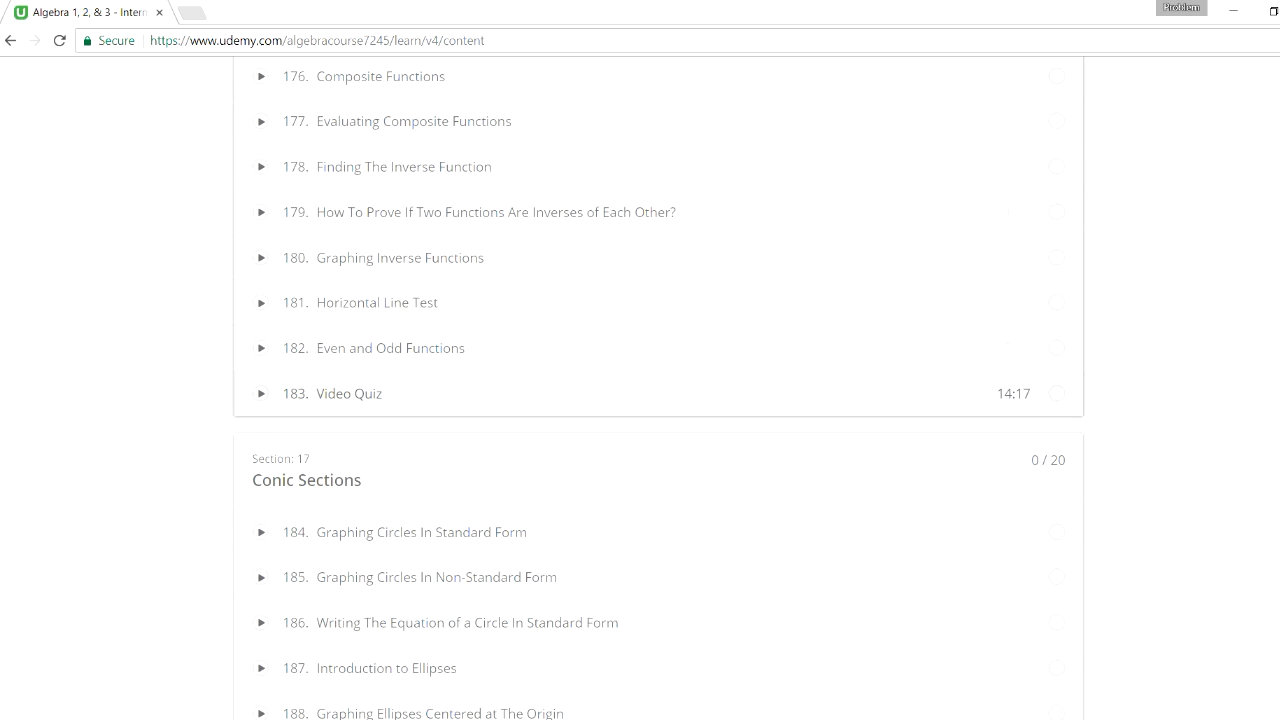 Algebra 1, 2, & 3 - Intern
Problem
Secure https://www.udemy.com/algebracourse7245/learn/v4/content
176. Composite Functions
177. Evaluating Composite Functions
178. Finding The Inverse Function
179. How To Prove If Two Functions Are Inverses of Each Other?
180. Graphing Inverse Functions
181. Horizontal Line Test
182. Even and Odd Functions
183. Video Quiz 14:17
Section: 17 0 / 20
Conic Sections
184. Graphing Circles In Standard Form
185. Graphing Circles In Non-Standard Form
186. Writing The Equation of a Circle In Standard Form
187. Introduction to Ellipses
188. Graphing Ellipses Centered at The Origin